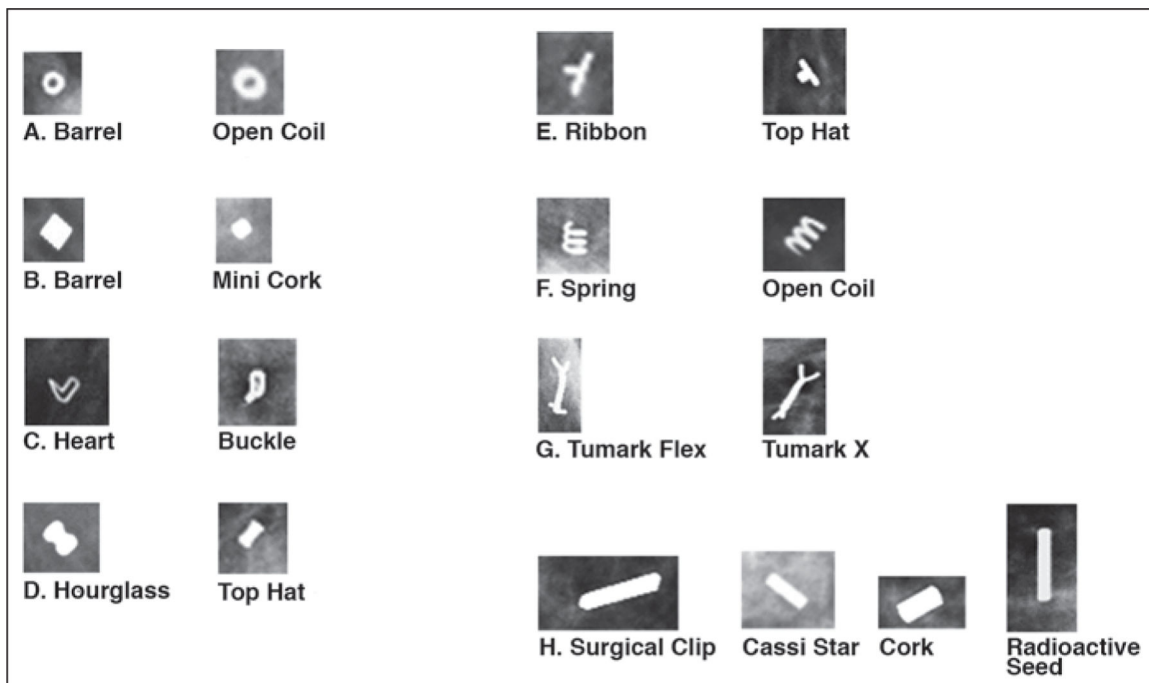 A. Barrel
Open Coil
E. Ribbon
Top Hat
B. Barrel
Mini Cork
F. Spring
Open Coil
C. Heart
Buckle
G. Tumark Flex
Tumark X
D. Hourglass
Top Hat
H. Surgical Clip
Cassi Star
Cork
Radioactive
Seed